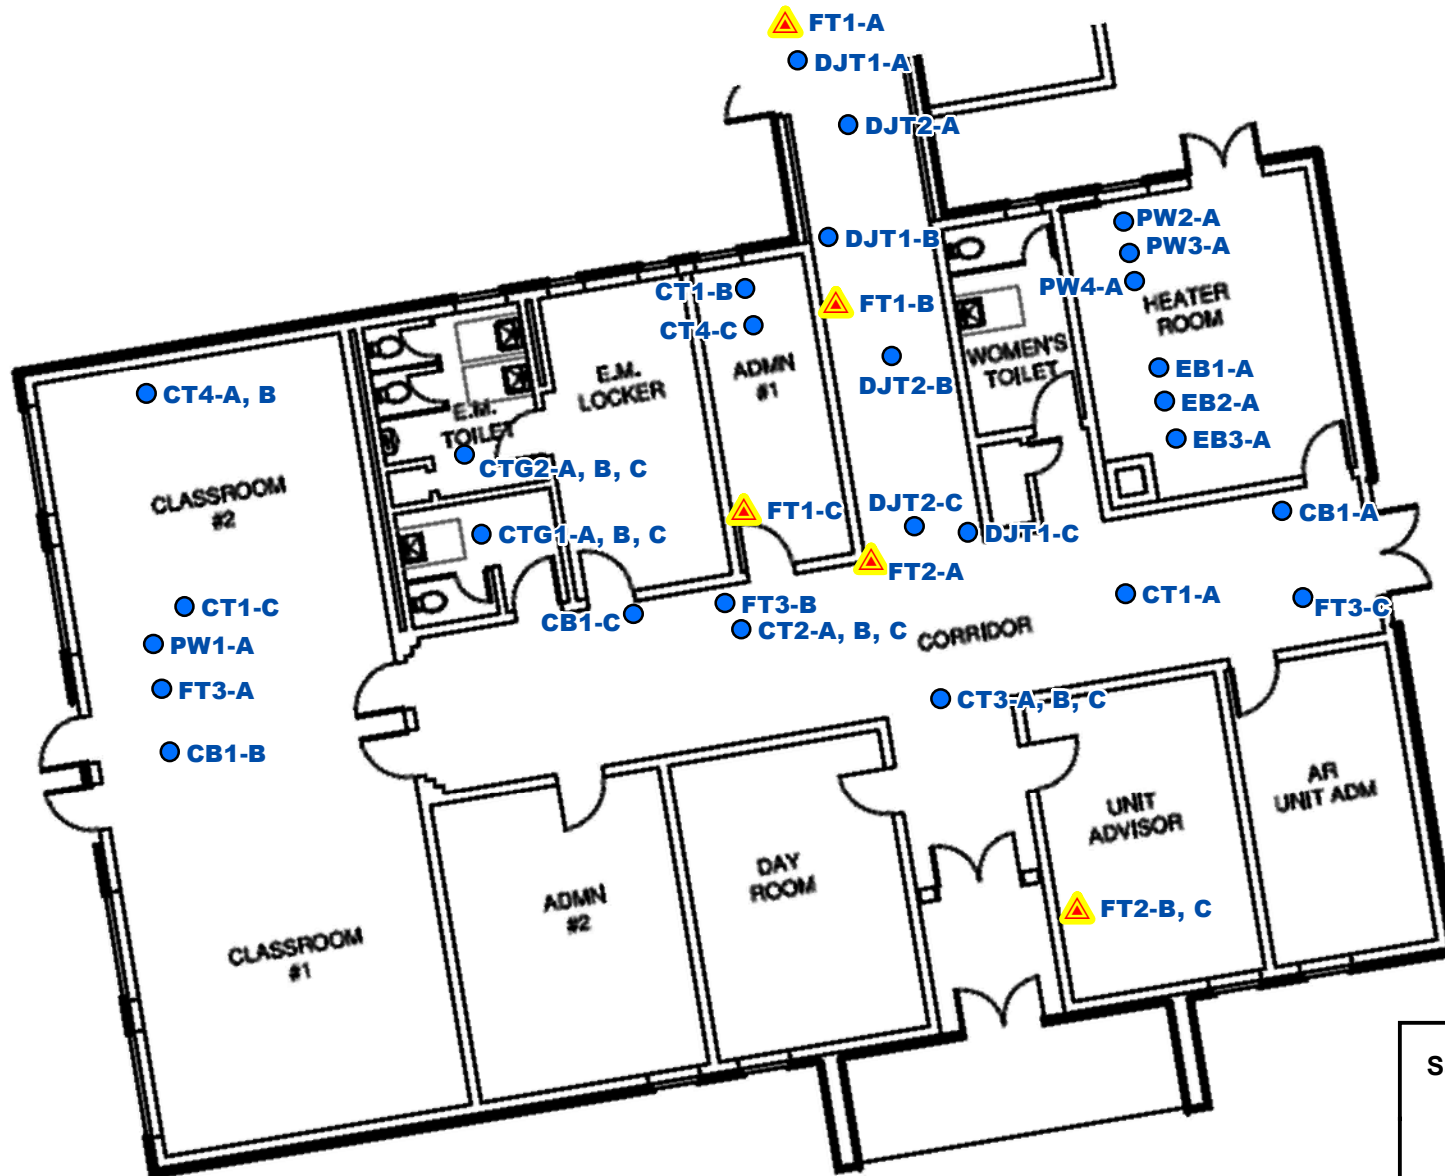 FT1-A
DJT1-A
DJT2-A
PW2-A
DJT1-B
PW3-A
PW4-A
CT1-B
HEATER
ROOM
FT1-B
CT4-C
WOMEN'S
TOILET
ADMN
#1
DJT2-B
EB1-A
E.M.
LOCKER
CT4-A, B
EB2-A
E.M.
TOILET
EB3-A
CTG2-A, B, C
CLASSROOM
#2
DJT2-C
FT1-C
CB1-A
CTG1-A, B, C
DJT1-C
FT2-A
CT1-A
FT3-B
FT3-C
CT1-C
CB1-C
CT2-A, B, C
CORRIDOR
PW1-A
FT3-A
CT3-A, B, C
CB1-B
AR
UNIT ADM
UNIT
ADVISOR
DAY
ROOM
ADMN
#2
FT2-B, C
CLASSROOM
#1
S